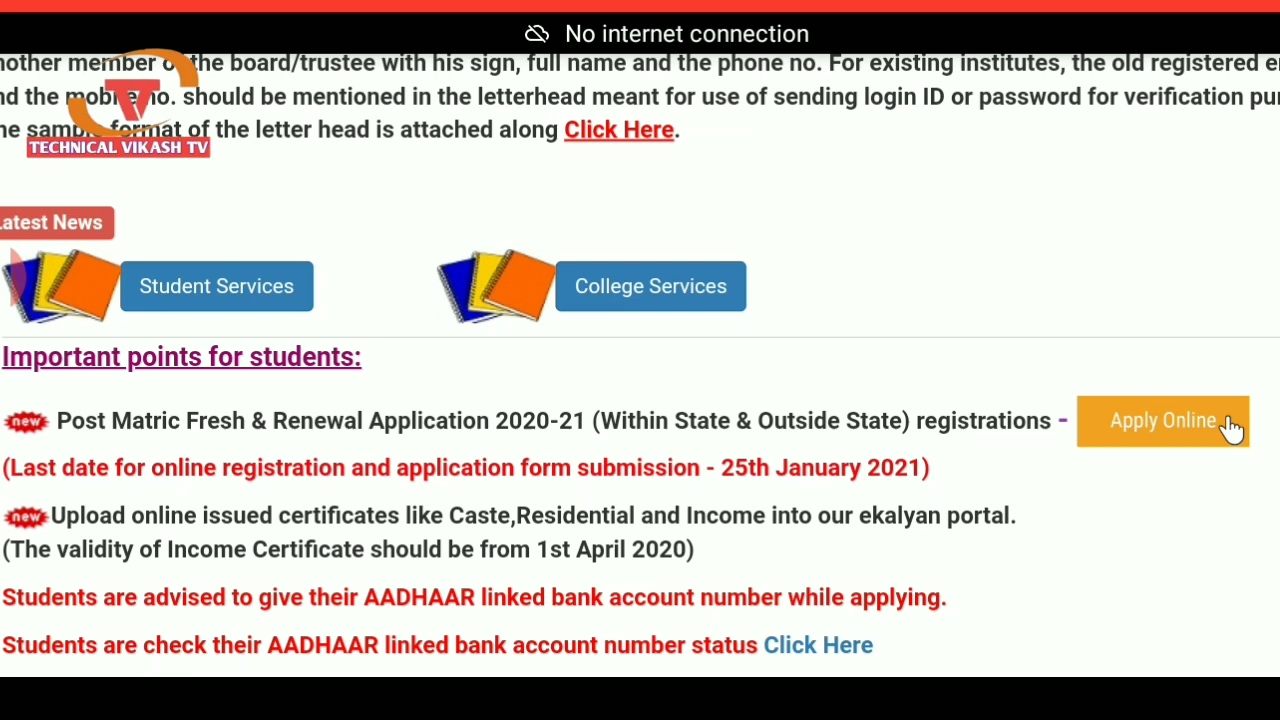 No internet connection
nother member of the board/trustee with his sign, full name and the phone no. For existing institutes, the old registered
nd the mobile no. should be mentioned in the letterhead meant for use of sending login ID or password for verification
he sample format of the letter head is attached along Click Here.
TECHNICAL VIKASH TV
Latest News
Student Services
College Services
Important points for students:
new Post Matric Fresh & Renewal Application 2020-21 (Within State & Outside State) registrations - Apply Online
(Last date for online registration and application form submission - 25th January 2021)
new Upload online issued certificates like Caste,Residential and Income into our ekalyan portal.
(The validity of Income Certificate should be from 1st April 2020)
Students are advised to give their AADHAAR linked bank account number while applying.
Students are check their AADHAAR linked bank account number status Click Here